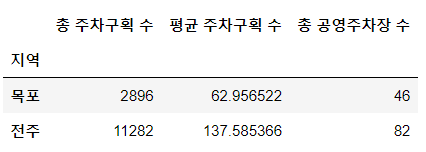 총 주차구획 수 평균 주차구획 수 총 공영주차장 수
지역
목포 2896 62.956522 46
전주 11282 137.585366 82